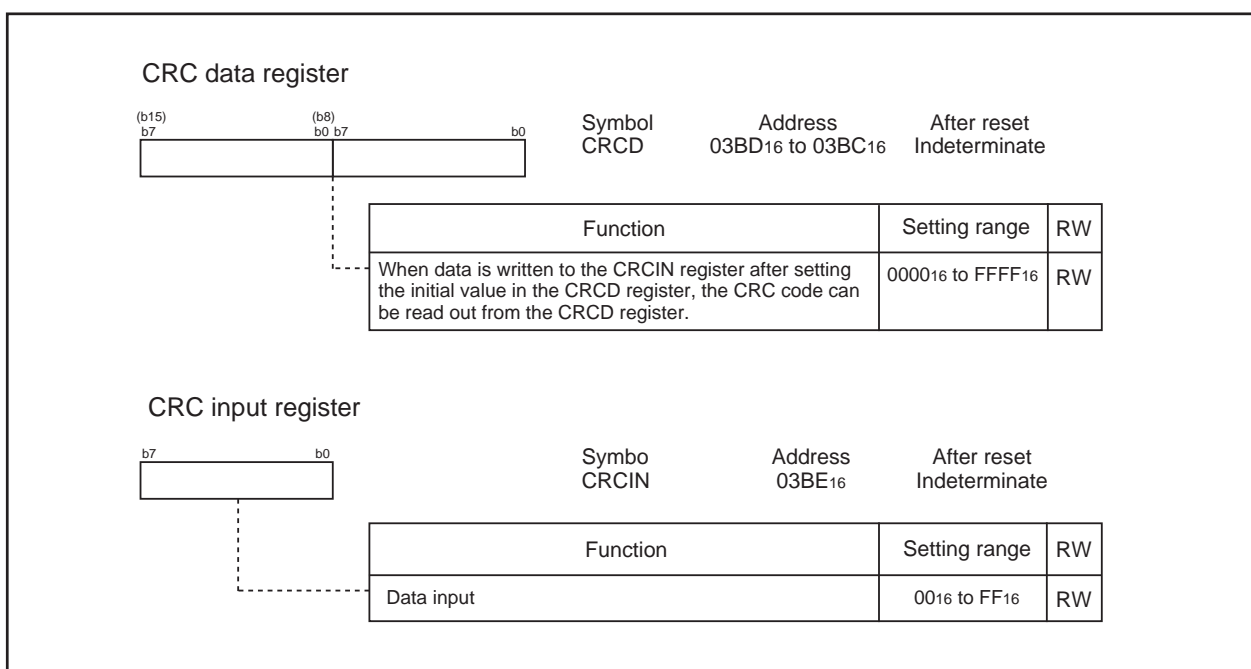 CRC data register
(b15) (b8)
b7 b0 b7 b0
Symbol Address After reset
CRCD 03BD16 to 03BC16 Indeterminate
Function Setting range RW
When data is written to the CRCIN register after setting
the initial value in the CRCD register, the CRC code can
be read out from the CRCD register.
000016 to FFFF16 RW
CRC input register
b7 b0
Symbo Address After reset
CRCIN 03BE16 Indeterminate
Function Setting range RW
Data input 0016 to FF16 RW